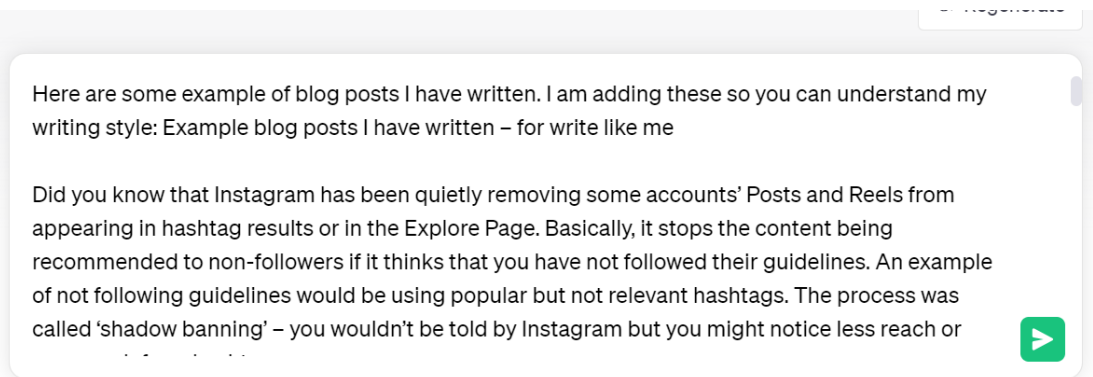 Regenerate
Here are some example of blog posts I have written. I am adding these so you can understand my
writing style: Example blog posts I have written – for write like me
Did you know that Instagram has been quietly removing some accounts’ Posts and Reels from
appearing in hashtag results or in the Explore Page. Basically, it stops the content being
recommended to non-followers if it thinks that you have not followed their guidelines. An example
of not following guidelines would be using popular but not relevant hashtags. The process was
called ‘shadow banning’ – you wouldn’t be told by Instagram but you might notice less reach or